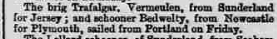 The brig Trafalgar, Vermeulen, from Sunderland
for Jersey; and schooner Bedwelty, from Newcastle
for Plymouth, sailed from Portland on Friday.